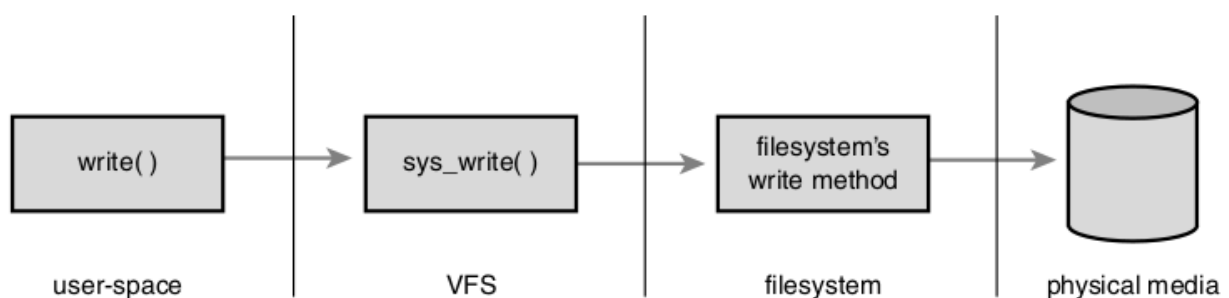 write( )
sys_write( )
filesystem’s
write method
user-space
VFS
filesystem
physical media